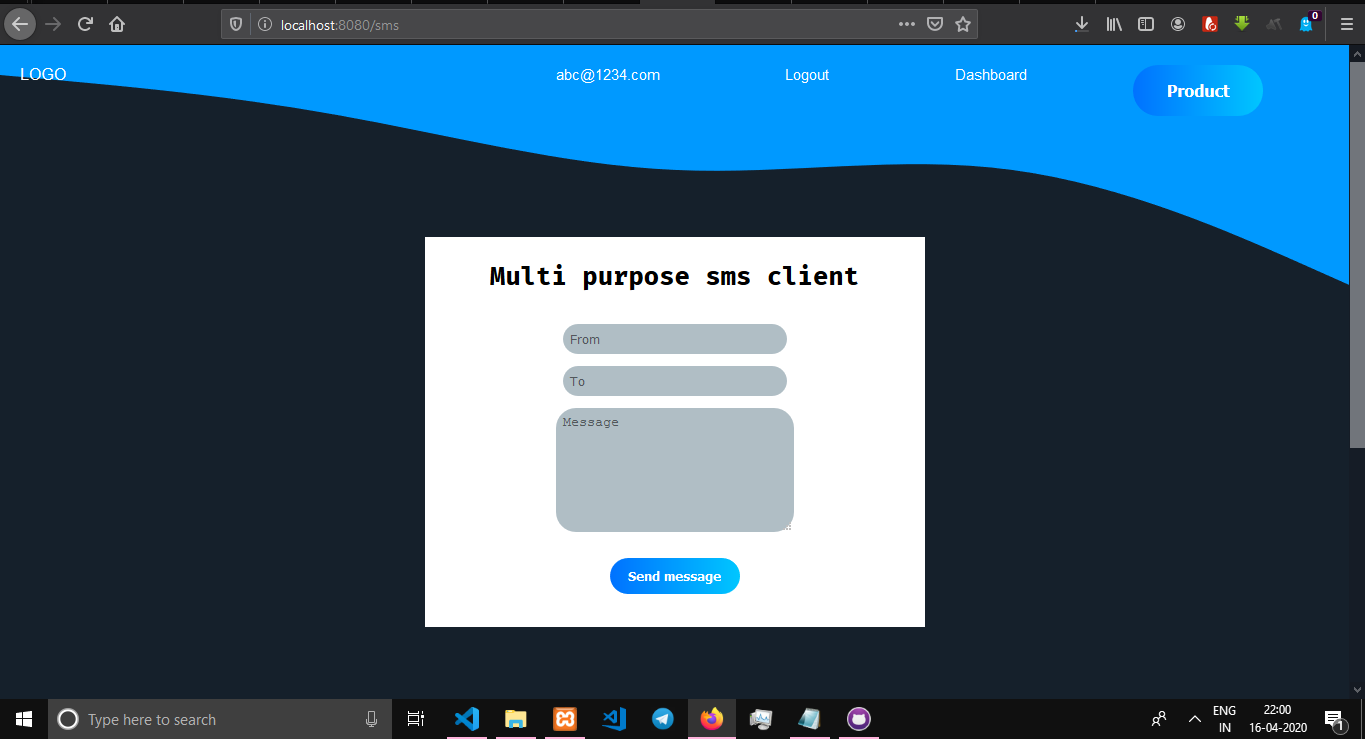 localhost:8080/sms
0
LOGO
abc@1234.com
Logout
Dashboard
Product
Multi purpose sms client
From
To
Message
Send message
Type here to search
ENG
IN
22:00
16-04-2020
1